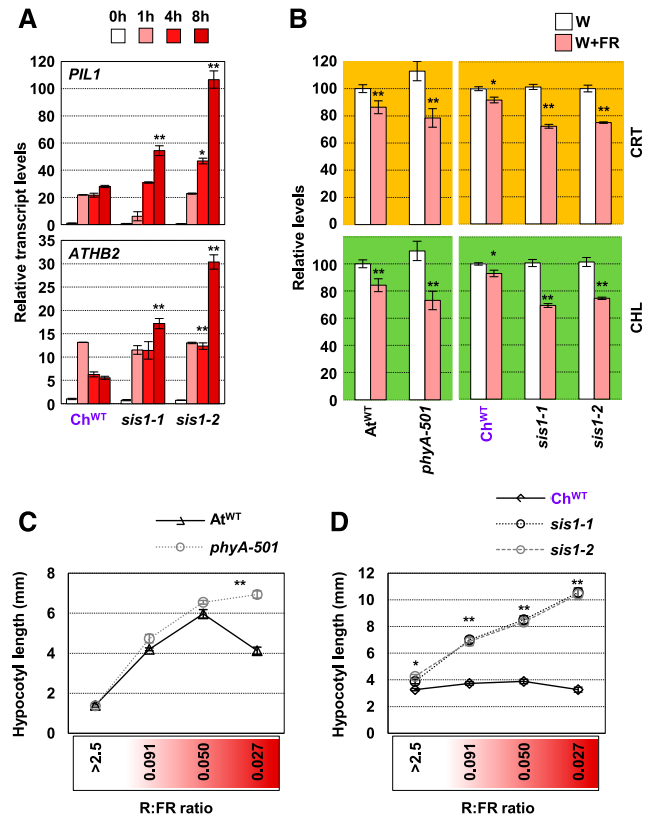 A
0h 1h 4h 8h
Relative transcript levels
PIL1
120
100
80
60
40
20
0
**
*
**
ATHB2
35
30
25
20
15
10
5
0
**
**
**
Ch^WT sis1-1 sis1-2
B
W
W+FR
Relative levels
120
100
80
60
40
20
0
** ** * ** **
CRT
120
100
80
60
40
20
0
** ** * ** **
CHL
At^WT phyA-501 Ch^WT sis1-1 sis1-2
C
At^WT
phyA-501
Hypocotyl length (mm)
8
6
4
2
0
**
>2.5 0.091 0.050 0.027
R:FR ratio
D
Ch^WT
sis1-1
sis1-2
Hypocotyl length (mm)
12
10
8
6
4
2
0
* ** ** **
>2.5 0.091 0.050 0.027
R:FR ratio